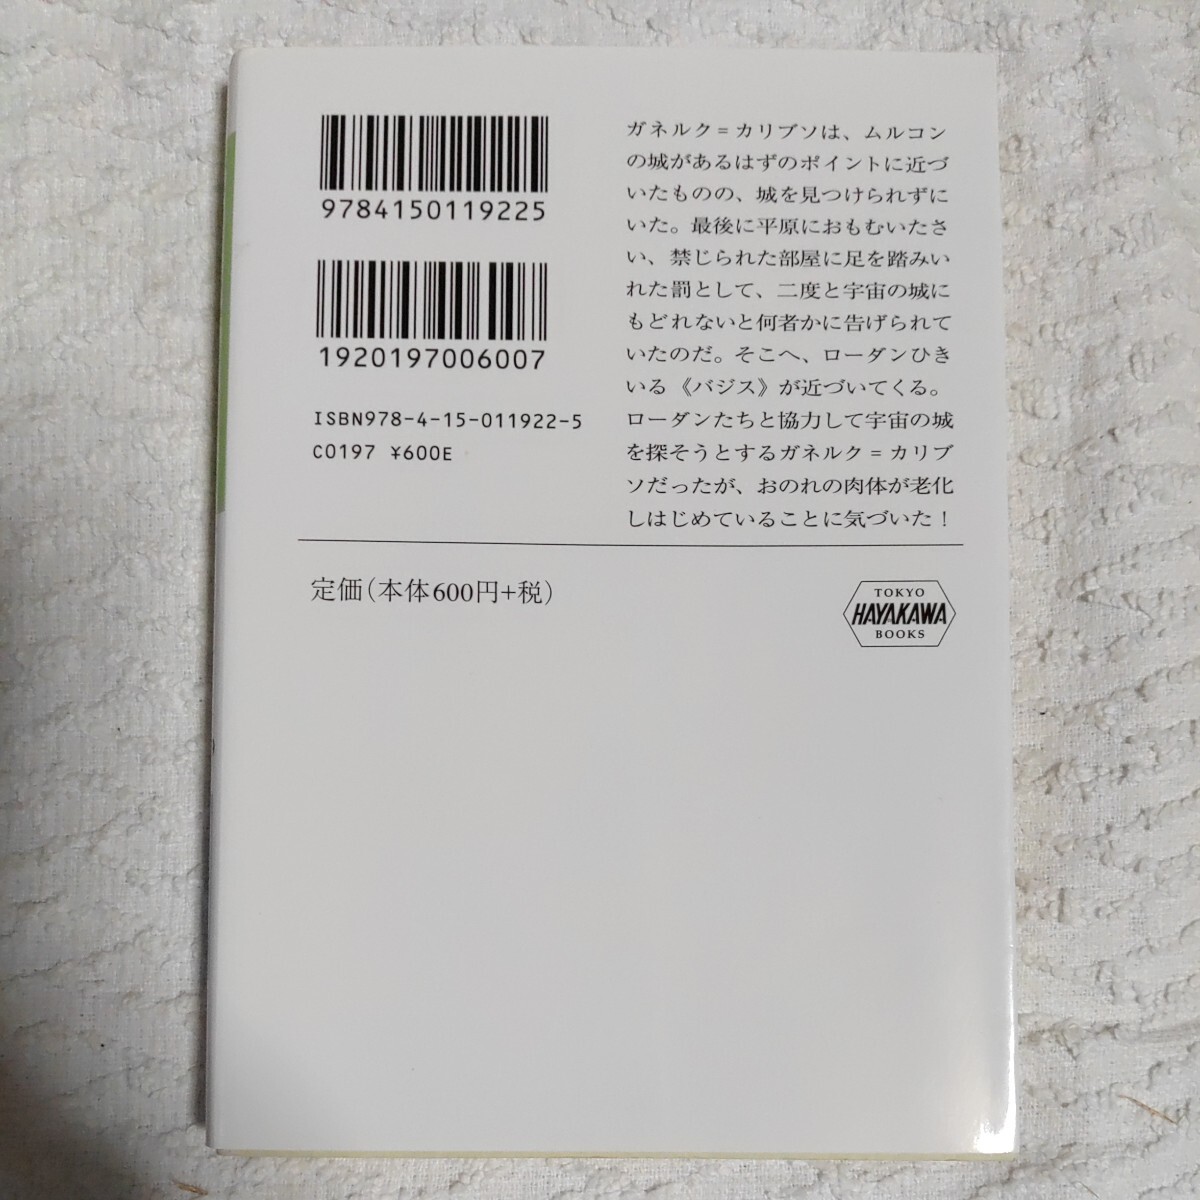 9784150119225
1920197006007
ISBN978-4-15-011922-5
C0197 ¥600E
ガネルク=カリブソは、ムルコン
の城があるはずのポイントに近づ
いたものの、城を見つけられずに
いた。最後に平原におもむいたさ
い、禁じられた部屋に足を踏みい
れた罰として、二度と宇宙の城に
もどれないと何者かに告げられて
いたのだ。そこへ、ローダンひき
いる《バジス》が近づいてくる。
ローダンたちと協力して宇宙の城
を探そうとするガネルク=カリブ
ソだったが、おのれの肉体が老化
しはじめていることに気づいた!
定価(本体600円+税)
TOKYO
HAYAKAWA
BOOKS